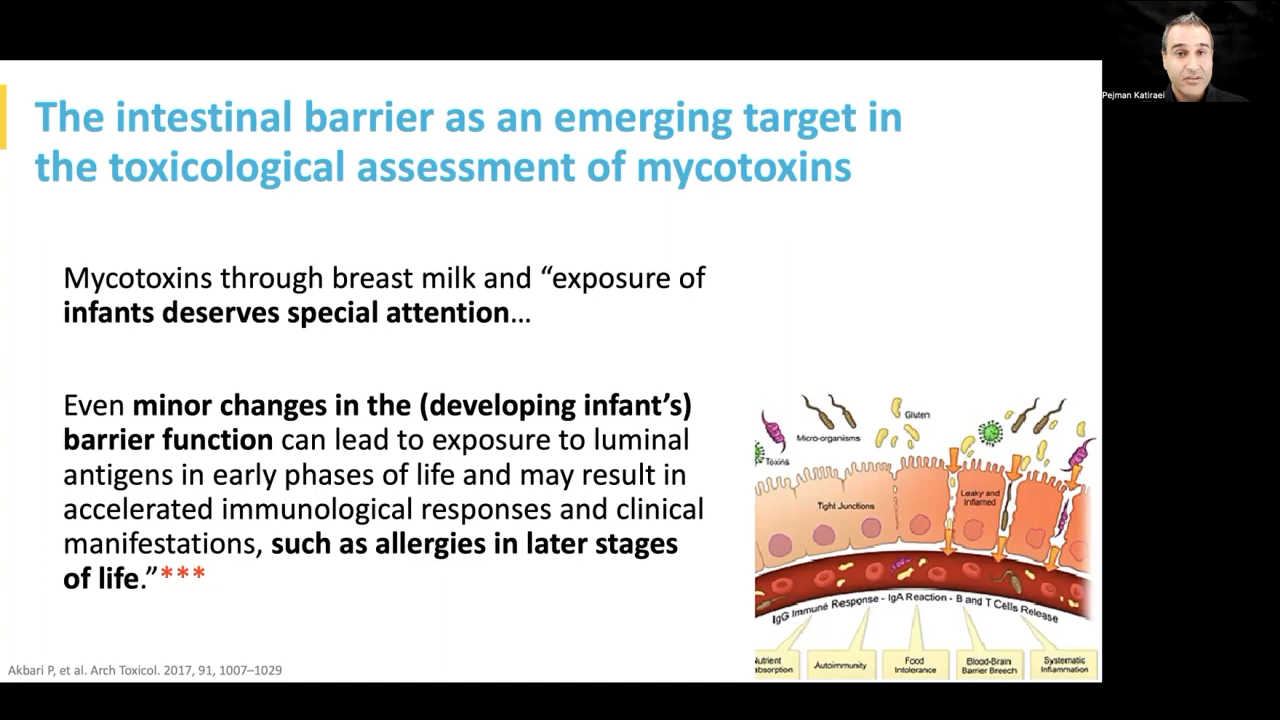 Pejman Katiraei
The intestinal barrier as an emerging target in
the toxicological assessment of mycotoxins
Mycotoxins through breast milk and “exposure of
infants deserves special attention…
Even minor changes in the (developing infant’s)
barrier function can lead to exposure to luminal
antigens in early phases of life and may result in
accelerated immunological responses and clinical
manifestations, such as allergies in later stages
of life.”***
Gluten
Micro-organisms
Toxins
Tight Junctions
Leaky and
Inflamed
IgG Immune Response - IgA Reaction - B and T Cells Release
Nutrient
absorption
Autoimmunity
Food
Intolerance
Blood-Brain
Barrier Breech
Systematic
Inflammation
Akbari P, et al. Arch Toxicol. 2017, 91, 1007–1029